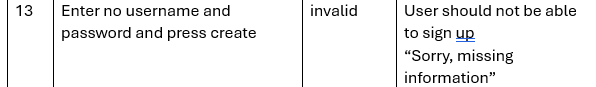 13 Enter no username and invalid User should not be able
password and press create to sign up
“Sorry, missing
information”